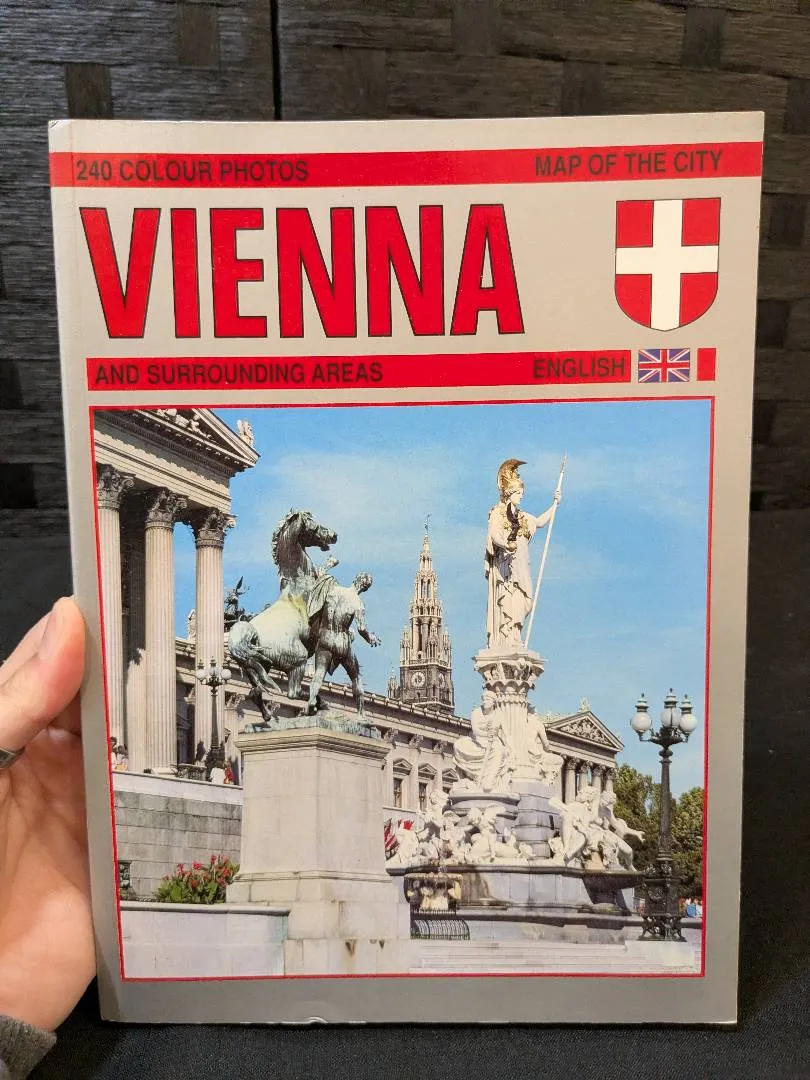 240 COLOUR PHOTOS MAP OF THE CITY
VIENNA
AND SURROUNDING AREAS ENGLISH